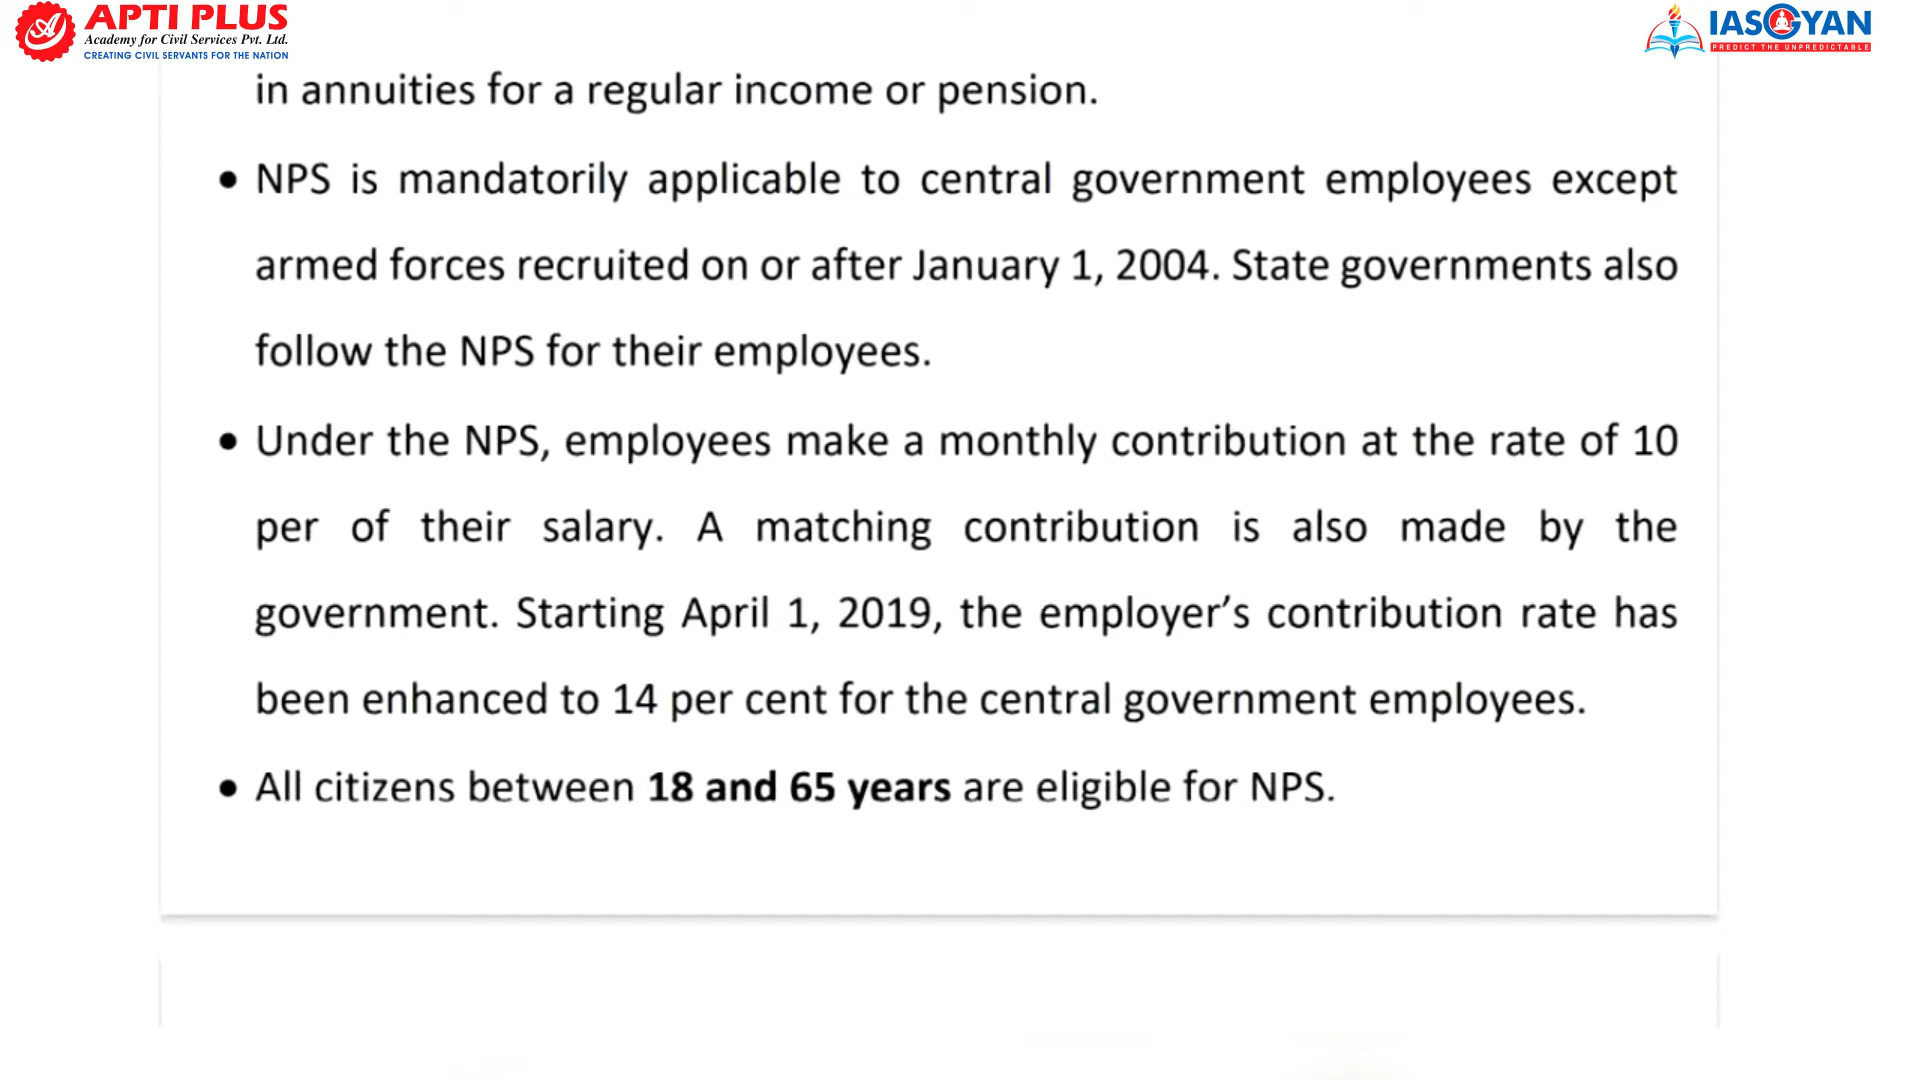 APTI PLUS
Academy for Civil Services Pvt. Ltd.
CREATING CIVIL SERVANTS FOR THE NATION
IASGYAN
PREDICT THE UNPREDICTABLE
in annuities for a regular income or pension.
• NPS is mandatorily applicable to central government employees except
armed forces recruited on or after January 1, 2004. State governments also
follow the NPS for their employees.
• Under the NPS, employees make a monthly contribution at the rate of 10
per of their salary. A matching contribution is also made by the
government. Starting April 1, 2019, the employer’s contribution rate has
been enhanced to 14 per cent for the central government employees.
• All citizens between 18 and 65 years are eligible for NPS.